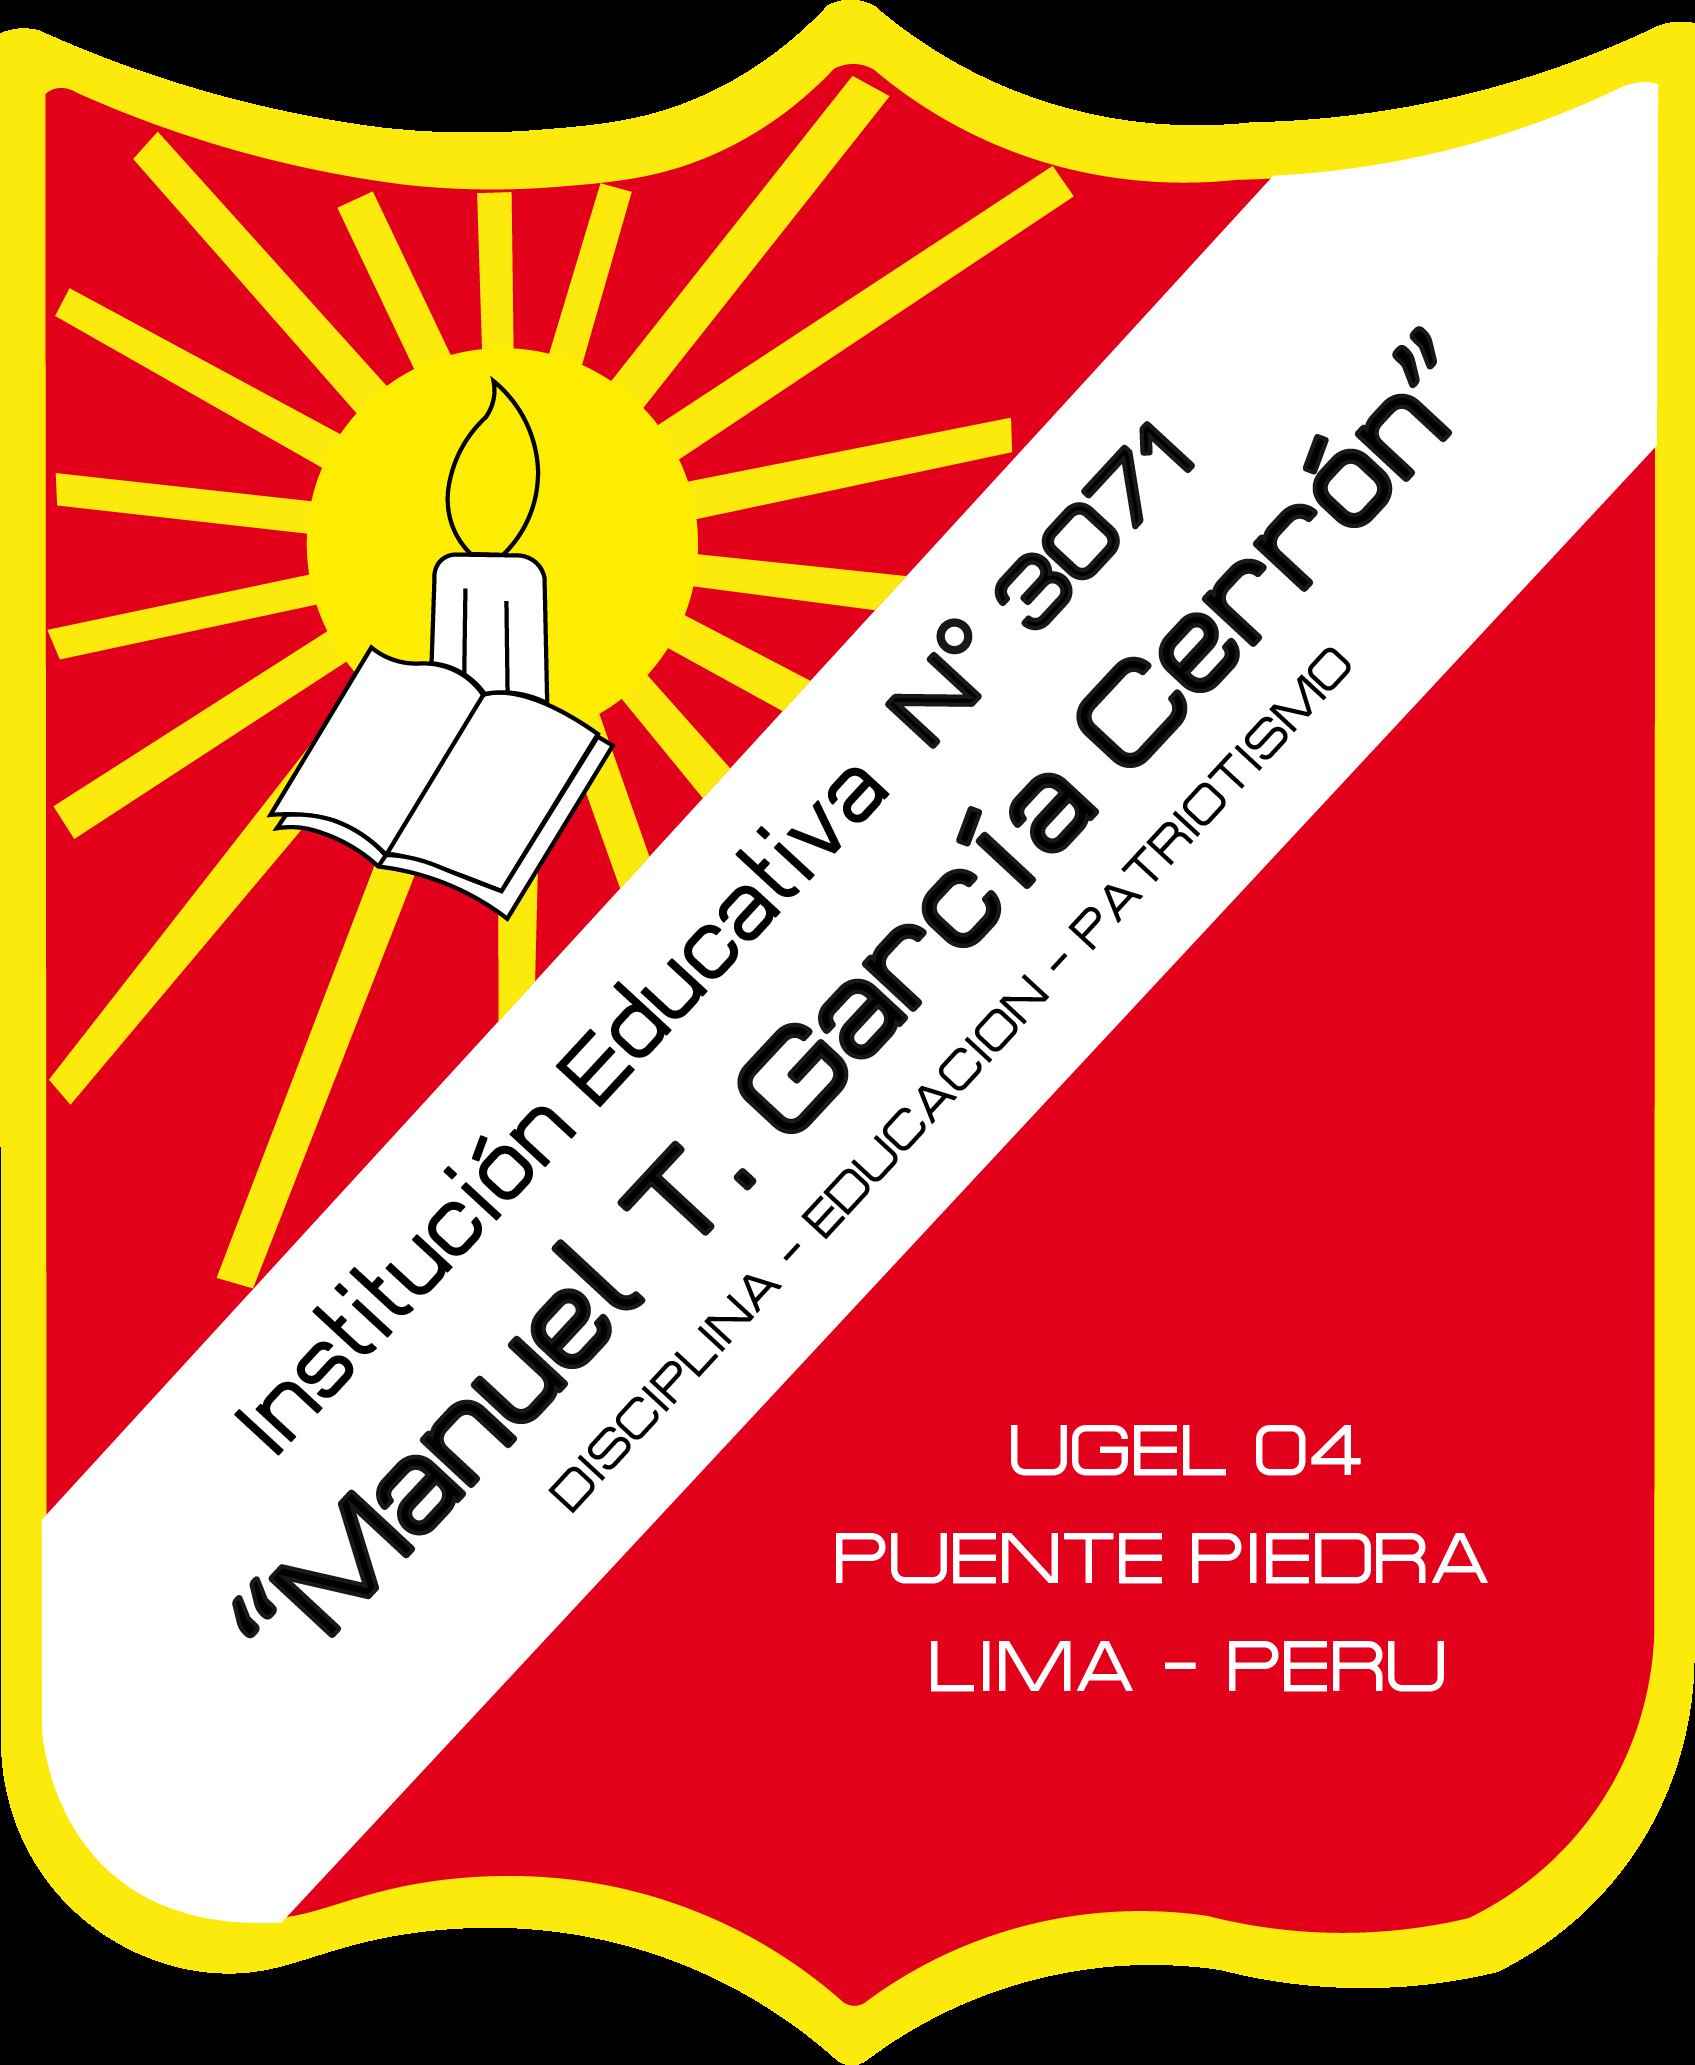 Institución Educativa N° 3071
“Manuel T. García Cerrón”
DISCIPLINA - EDUCACION - PATRIOTISMO
UGEL 04
PUENTE PIEDRA
LIMA - PERU